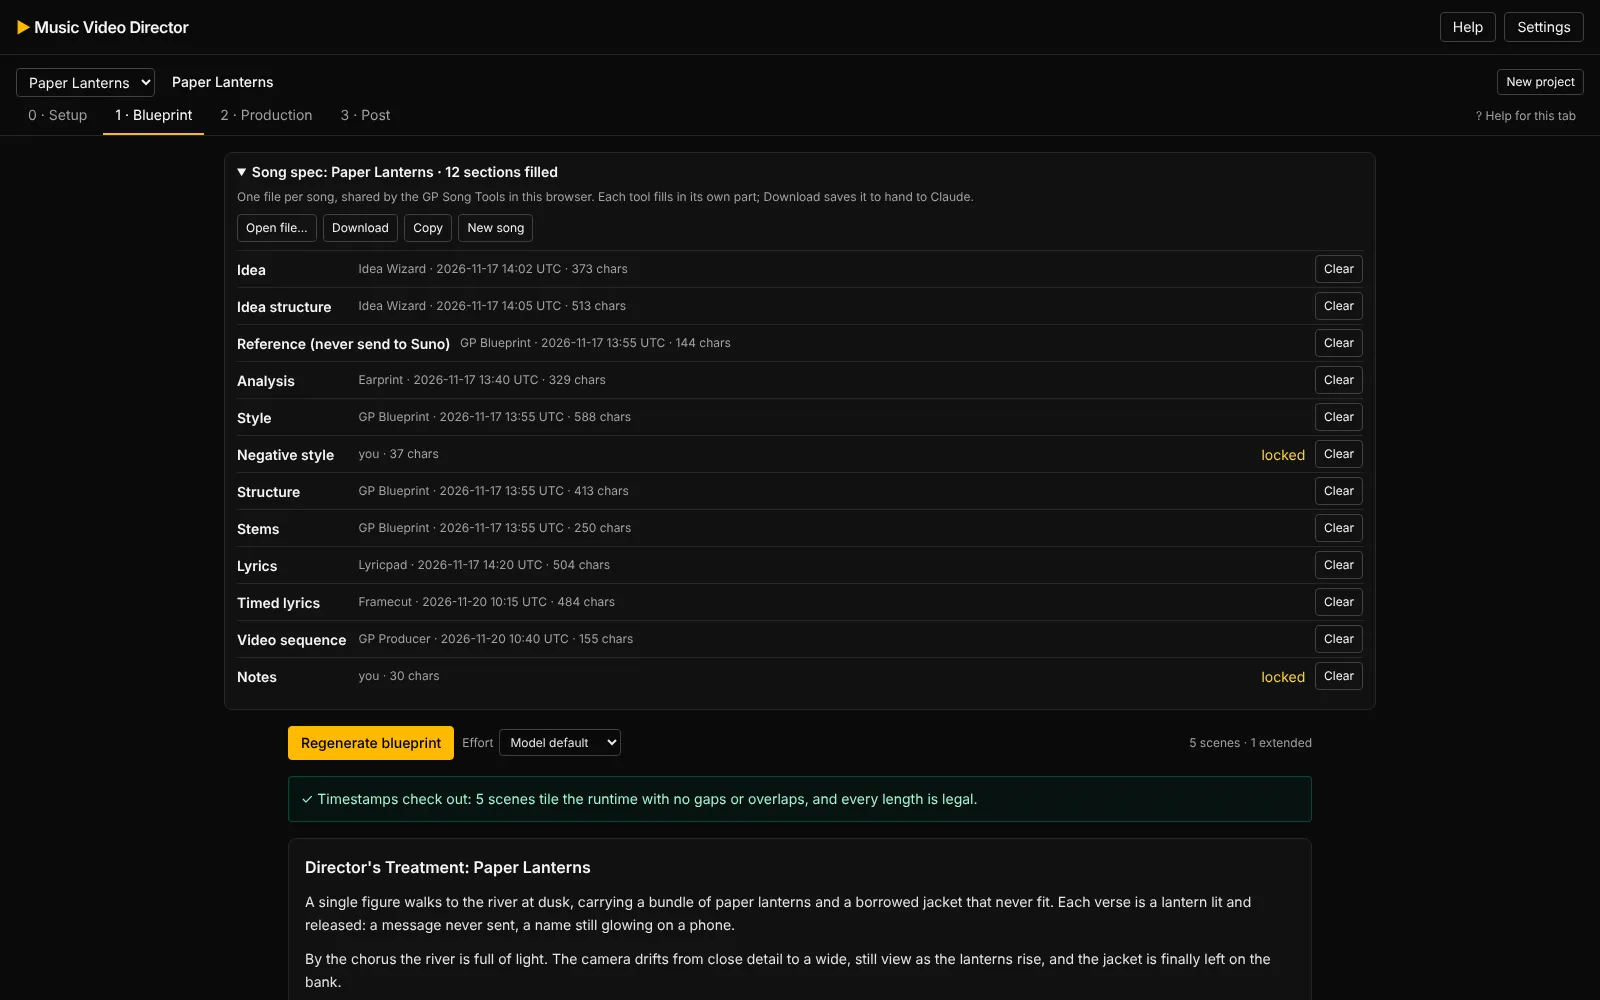 Music Video Director
Help
Settings
Paper Lanterns
Paper Lanterns
New project
0 · Setup
1 · Blueprint
2 · Production
3 · Post
? Help for this tab
▼ Song spec: Paper Lanterns · 12 sections filled
One file per song, shared by the GP Song Tools in this browser. Each tool fills in its own part; Download saves it to hand to Claude.
Open file...
Download
Copy
New song
Idea
Idea Wizard · 2026-11-17 14:02 UTC · 373 chars
Clear
Idea structure
Idea Wizard · 2026-11-17 14:05 UTC · 513 chars
Clear
Reference (never send to Suno)
GP Blueprint · 2026-11-17 13:55 UTC · 144 chars
Clear
Analysis
Earprint · 2026-11-17 13:40 UTC · 329 chars
Clear
Style
GP Blueprint · 2026-11-17 13:55 UTC · 588 chars
Clear
Negative style
you · 37 chars
locked
Clear
Structure
GP Blueprint · 2026-11-17 13:55 UTC · 413 chars
Clear
Stems
GP Blueprint · 2026-11-17 13:55 UTC · 250 chars
Clear
Lyrics
Lyricpad · 2026-11-17 14:20 UTC · 504 chars
Clear
Timed lyrics
Framecut · 2026-11-20 10:15 UTC · 484 chars
Clear
Video sequence
GP Producer · 2026-11-20 10:40 UTC · 155 chars
Clear
Notes
you · 30 chars
locked
Clear
Regenerate blueprint
Effort
Model default
5 scenes · 1 extended
✓ Timestamps check out: 5 scenes tile the runtime with no gaps or overlaps, and every length is legal.
Director's Treatment: Paper Lanterns
A single figure walks to the river at dusk, carrying a bundle of paper lanterns and a borrowed jacket that never fit. Each verse is a lantern lit and
released: a message never sent, a name still glowing on a phone.
By the chorus the river is full of light. The camera drifts from close detail to a wide, still view as the lanterns rise, and the jacket is finally left on the
bank.